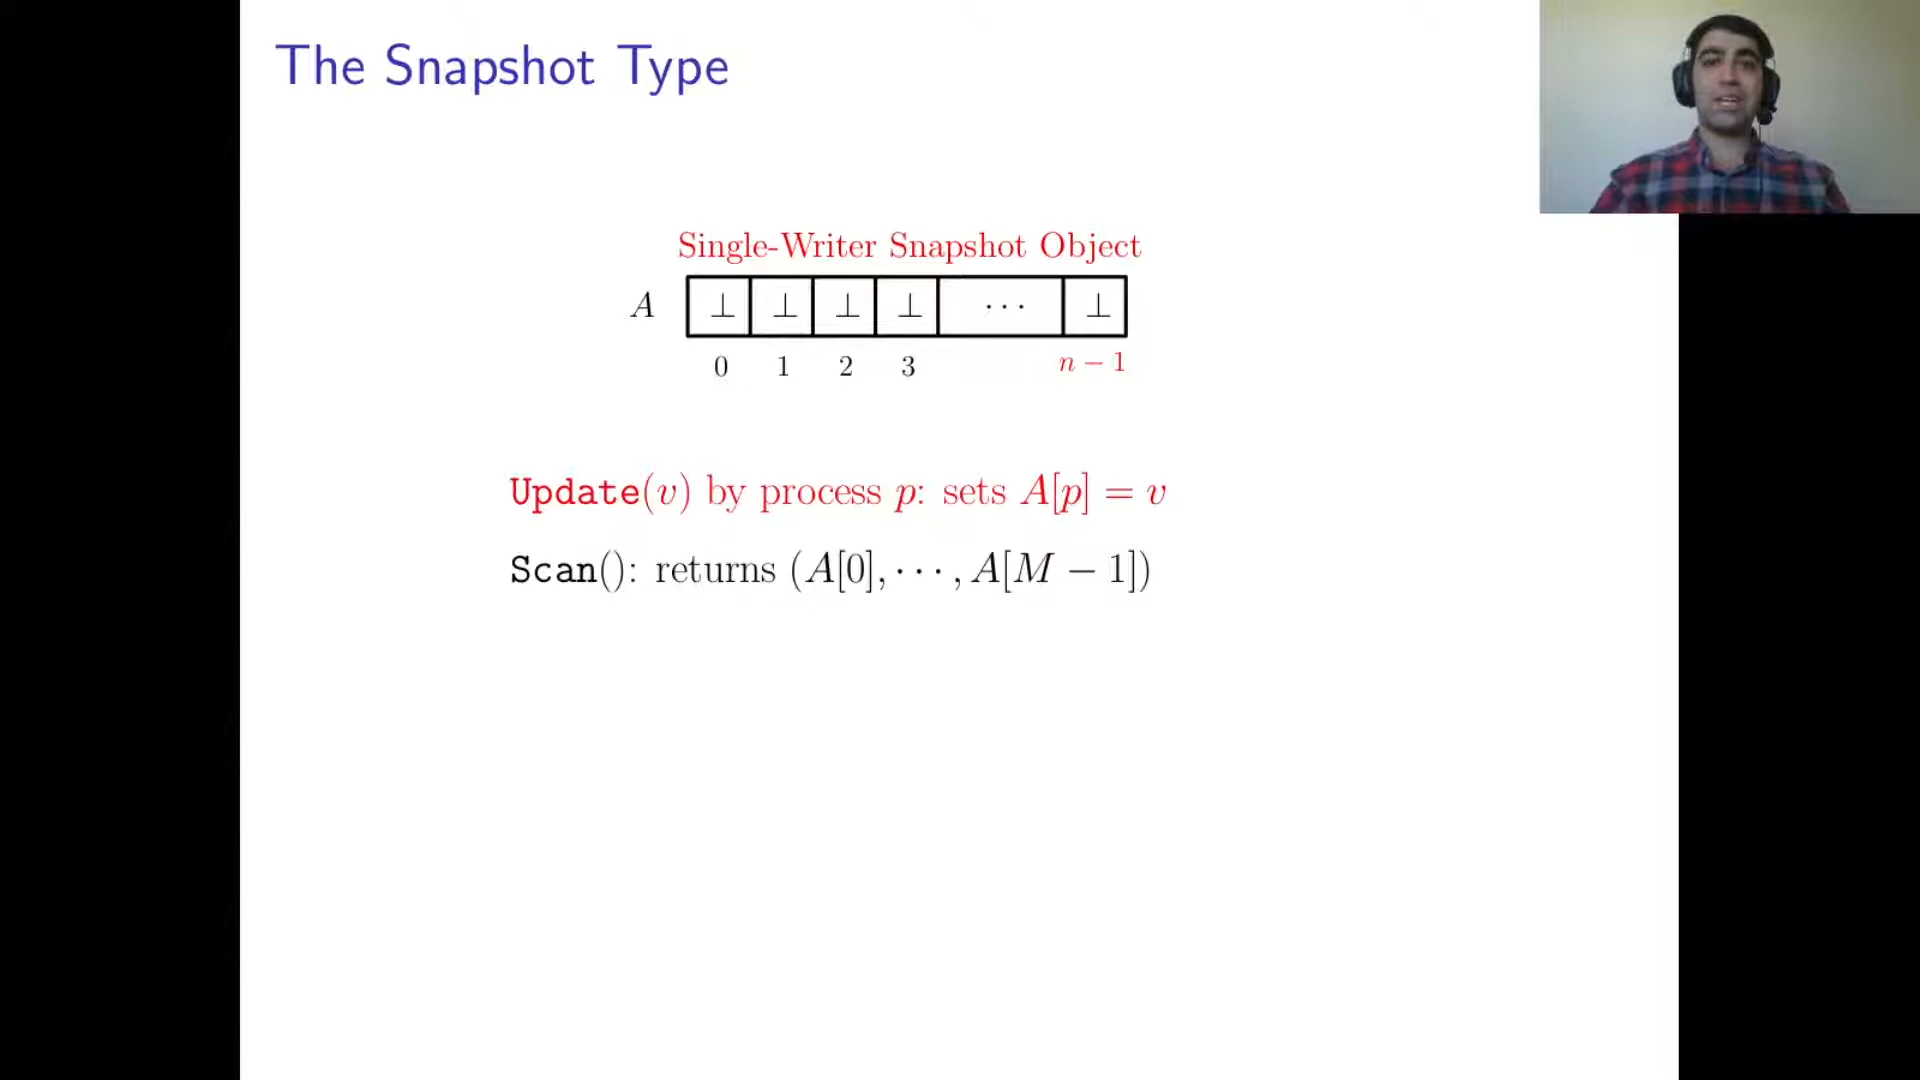 The Snapshot Type
Single-Writer Snapshot Object
A ⊥ ⊥ ⊥ ⊥ ··· ⊥
0 1 2 3 n − 1
Update(v) by process p: sets A[p] = v
Scan(): returns (A[0], ··· , A[M − 1])